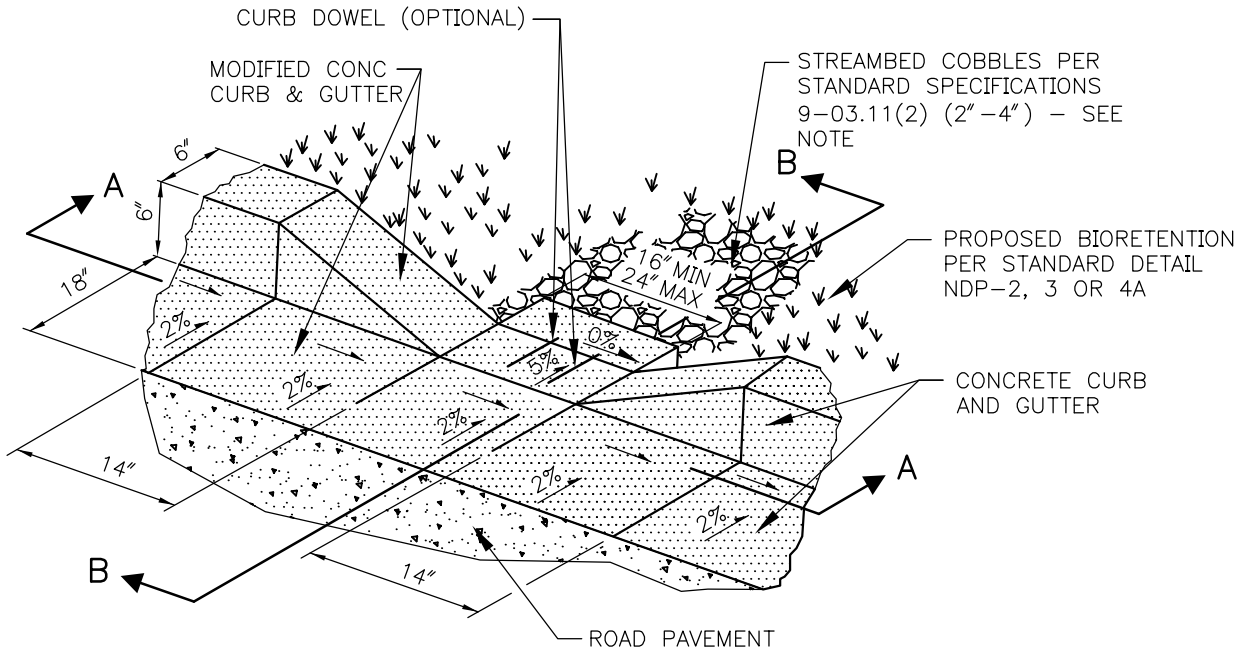 CURB DOWEL (OPTIONAL)
MODIFIED CONC
CURB & GUTTER
STREAMBED COBBLES PER
STANDARD SPECIFICATIONS
9-03.11(2) (2"-4") - SEE
NOTE
B
6"
A
6"
18"
16" MIN
24" MAX
PROPOSED BIORETENTION
PER STANDARD DETAIL
NDP-2, 3 OR 4A
2%
0%
5%
2%
2%
CONCRETE CURB
AND GUTTER
14"
2%
A
2%
B
14"
ROAD PAVEMENT